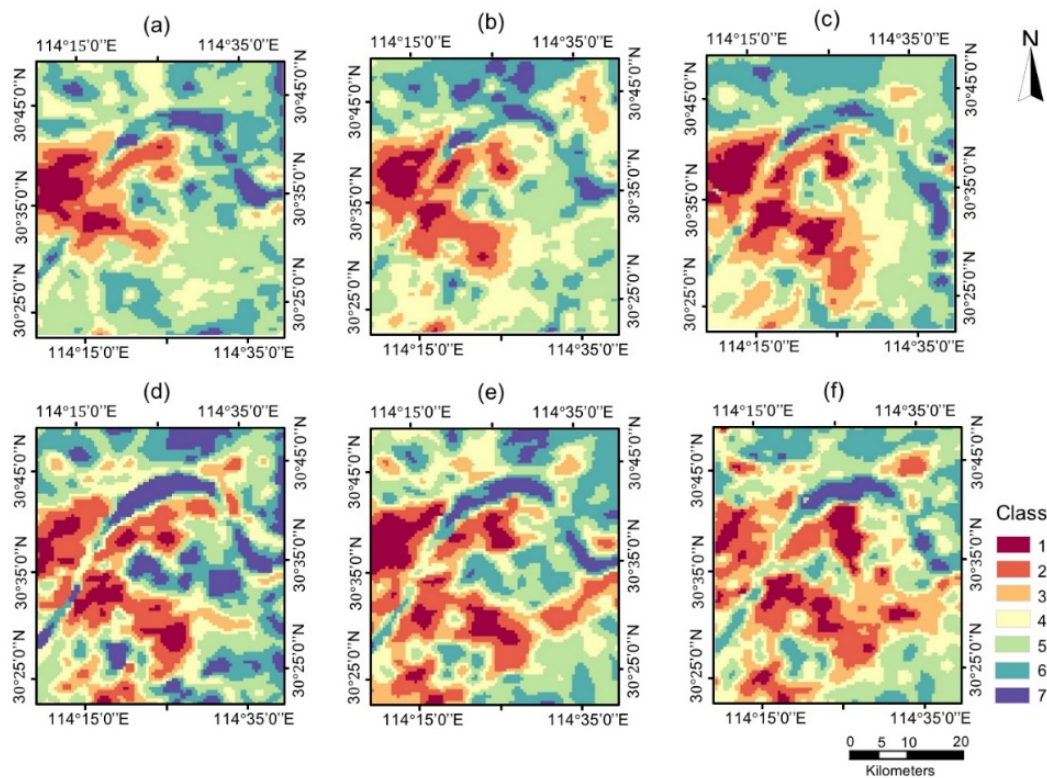 (a) (b) (c)
114°15'0"E 114°35'0"E 114°15'0"E 114°35'0"E 114°15'0"E 114°35'0"E
N
30°45'0"N 30°45'0"N 30°45'0"N 30°45'0"N 30°45'0"N 30°45'0"N
30°35'0"N 30°35'0"N 30°35'0"N 30°35'0"N 30°35'0"N 30°35'0"N
30°25'0"N 30°25'0"N 30°25'0"N 30°25'0"N 30°25'0"N 30°25'0"N
114°15'0"E 114°35'0"E 114°15'0"E 114°35'0"E 114°15'0"E 114°35'0"E
(d) (e) (f)
114°15'0"E 114°35'0"E 114°15'0"E 114°35'0"E 114°15'0"E 114°35'0"E
30°45'0"N 30°45'0"N 30°45'0"N 30°45'0"N 30°45'0"N 30°45'0"N
30°35'0"N 30°35'0"N 30°35'0"N 30°35'0"N 30°35'0"N 30°35'0"N
30°25'0"N 30°25'0"N 30°25'0"N 30°25'0"N 30°25'0"N 30°25'0"N
114°15'0"E 114°35'0"E 114°15'0"E 114°35'0"E 114°15'0"E 114°35'0"E
Class
1
2
3
4
5
6
7
0 5 10 20
Kilometers